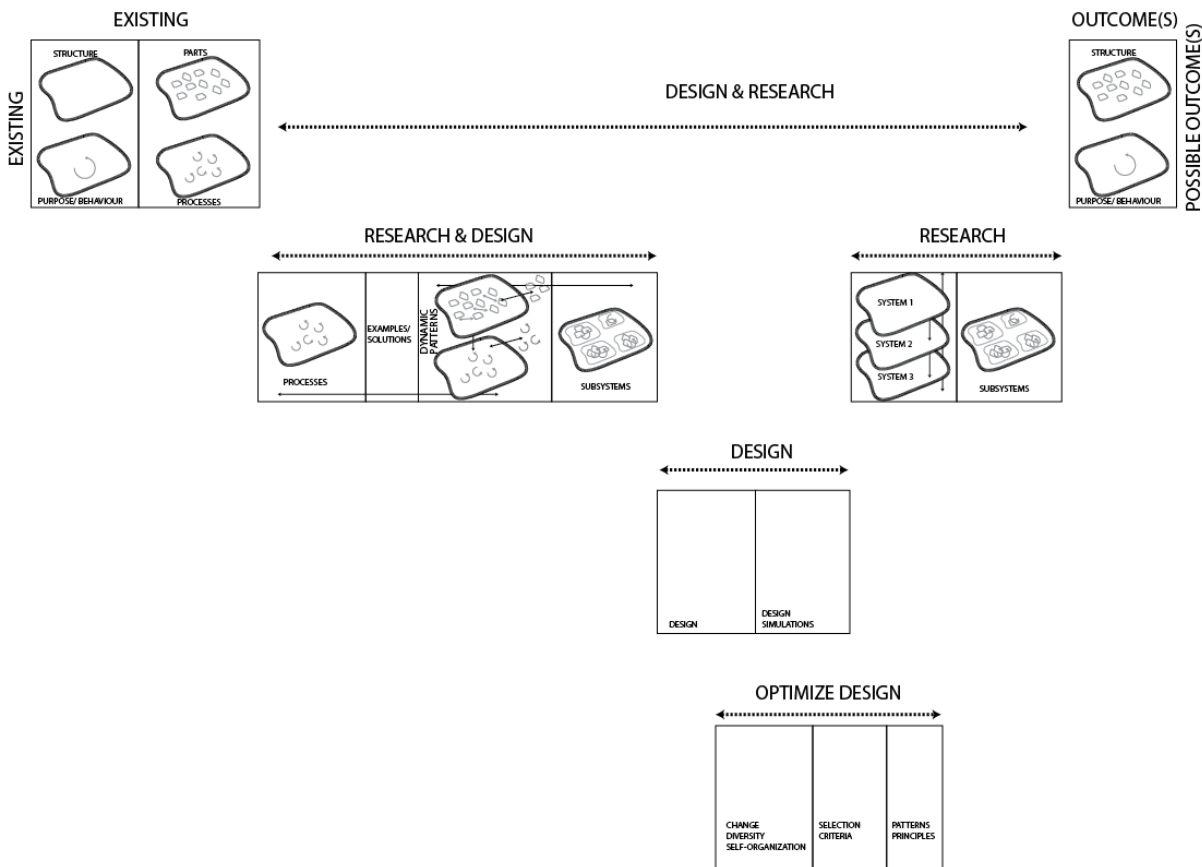 EXISTING
OUTCOME(S)
EXISTING
STRUCTURE
PARTS
PURPOSE/ BEHAVIOUR
PROCESSES
DESIGN & RESEARCH
STRUCTURE
PURPOSE/ BEHAVIOUR
POSSIBLE OUTCOME(S)
RESEARCH & DESIGN
PROCESSES
EXAMPLES/
SOLUTIONS
DYNAMIC
PATTERNS
SUBSYSTEMS
RESEARCH
SYSTEM 1
SYSTEM 2
SYSTEM 3
SUBSYSTEMS
DESIGN
DESIGN
DESIGN
SIMULATIONS
OPTIMIZE DESIGN
CHANGE
DIVERSITY
SELF-ORGANIZATION
SELECTION
CRITERIA
PATTERNS
PRINCIPLES